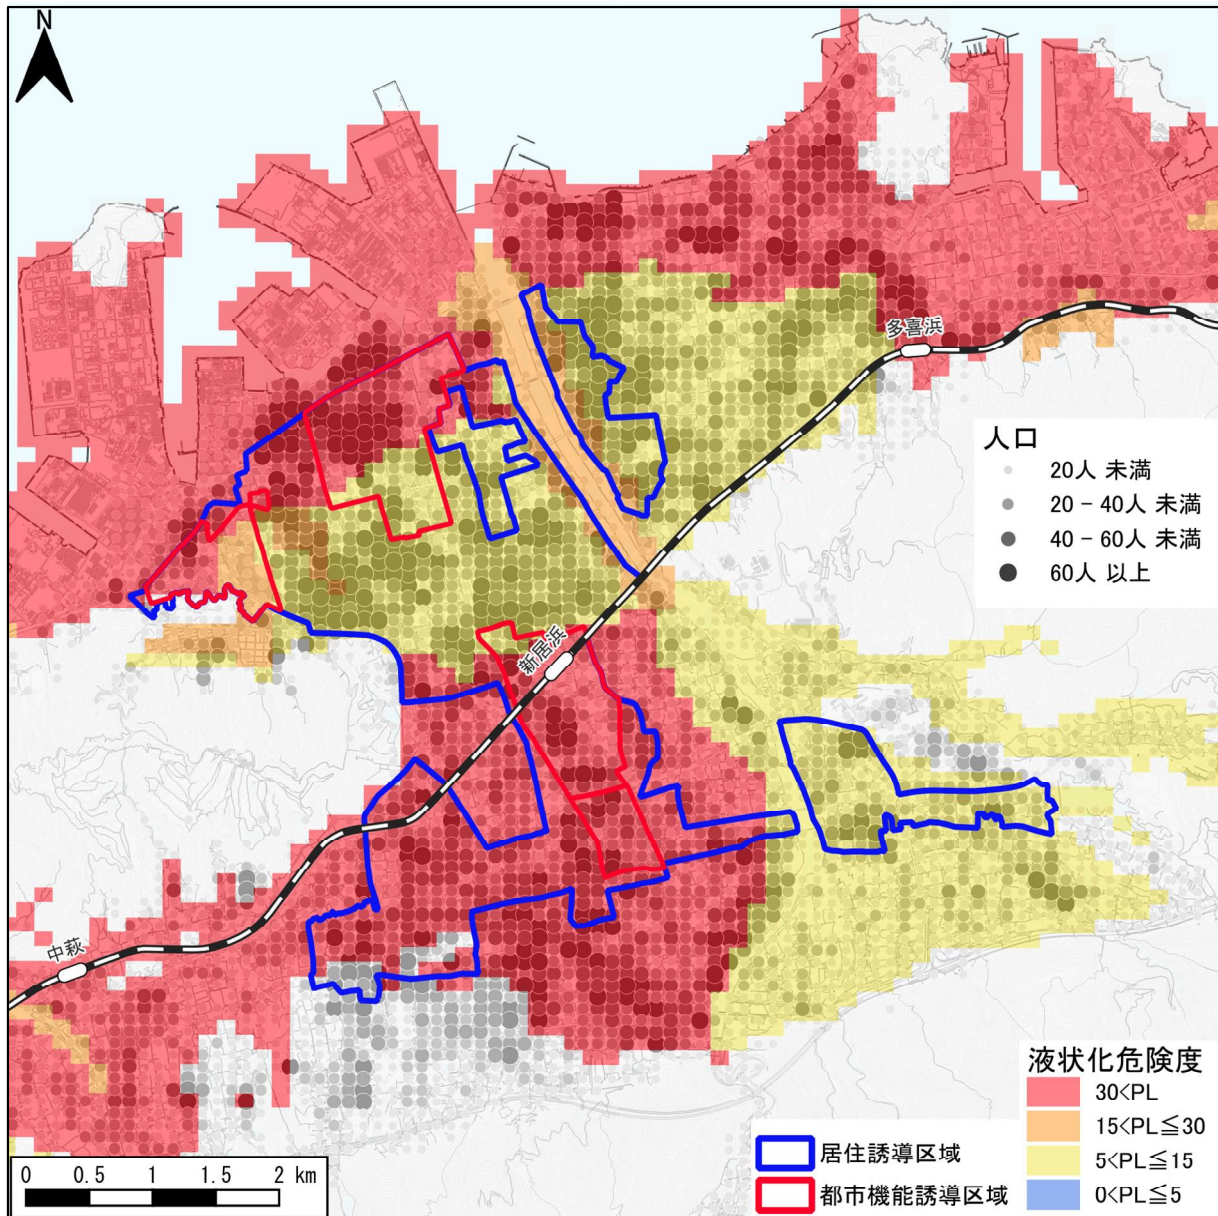 N
多喜浜
人口
20人 未満
20 - 40人 未満
40 - 60人 未満
60人 以上
新居浜
中萩
液状化危険度
30<PL
15<PL≦30
5<PL≦15
0<PL≦5
居住誘導区域
都市機能誘導区域
0 0.5 1 1.5 2 km